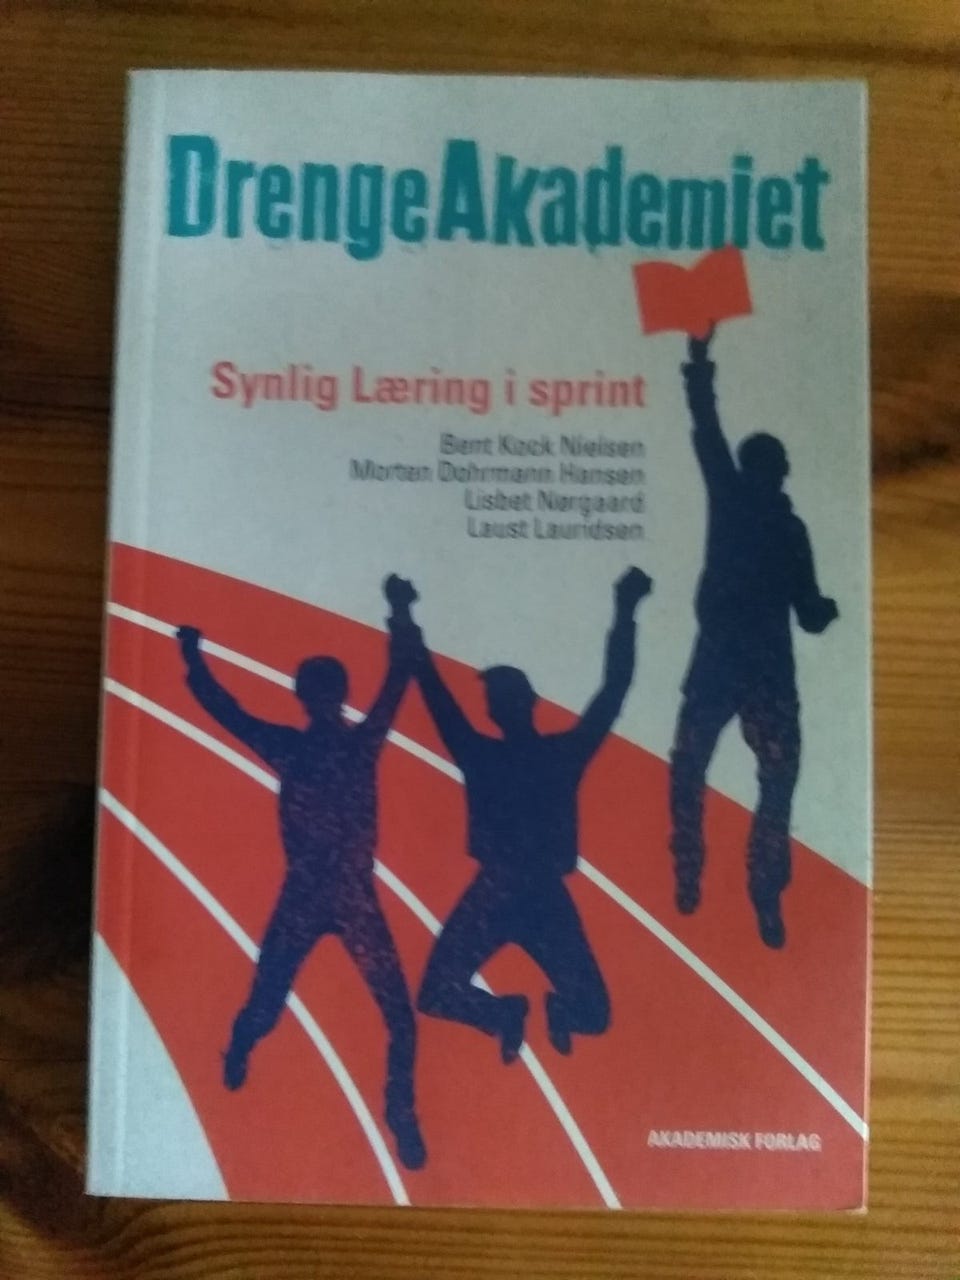 DrengeAkademiet
Synlig Læring i sprint
Bent Kock Nielsen
Morten Dohrmann Hansen
Lisbet Nørgaard
Laust Lauridsen
AKADEMISK FORLAG